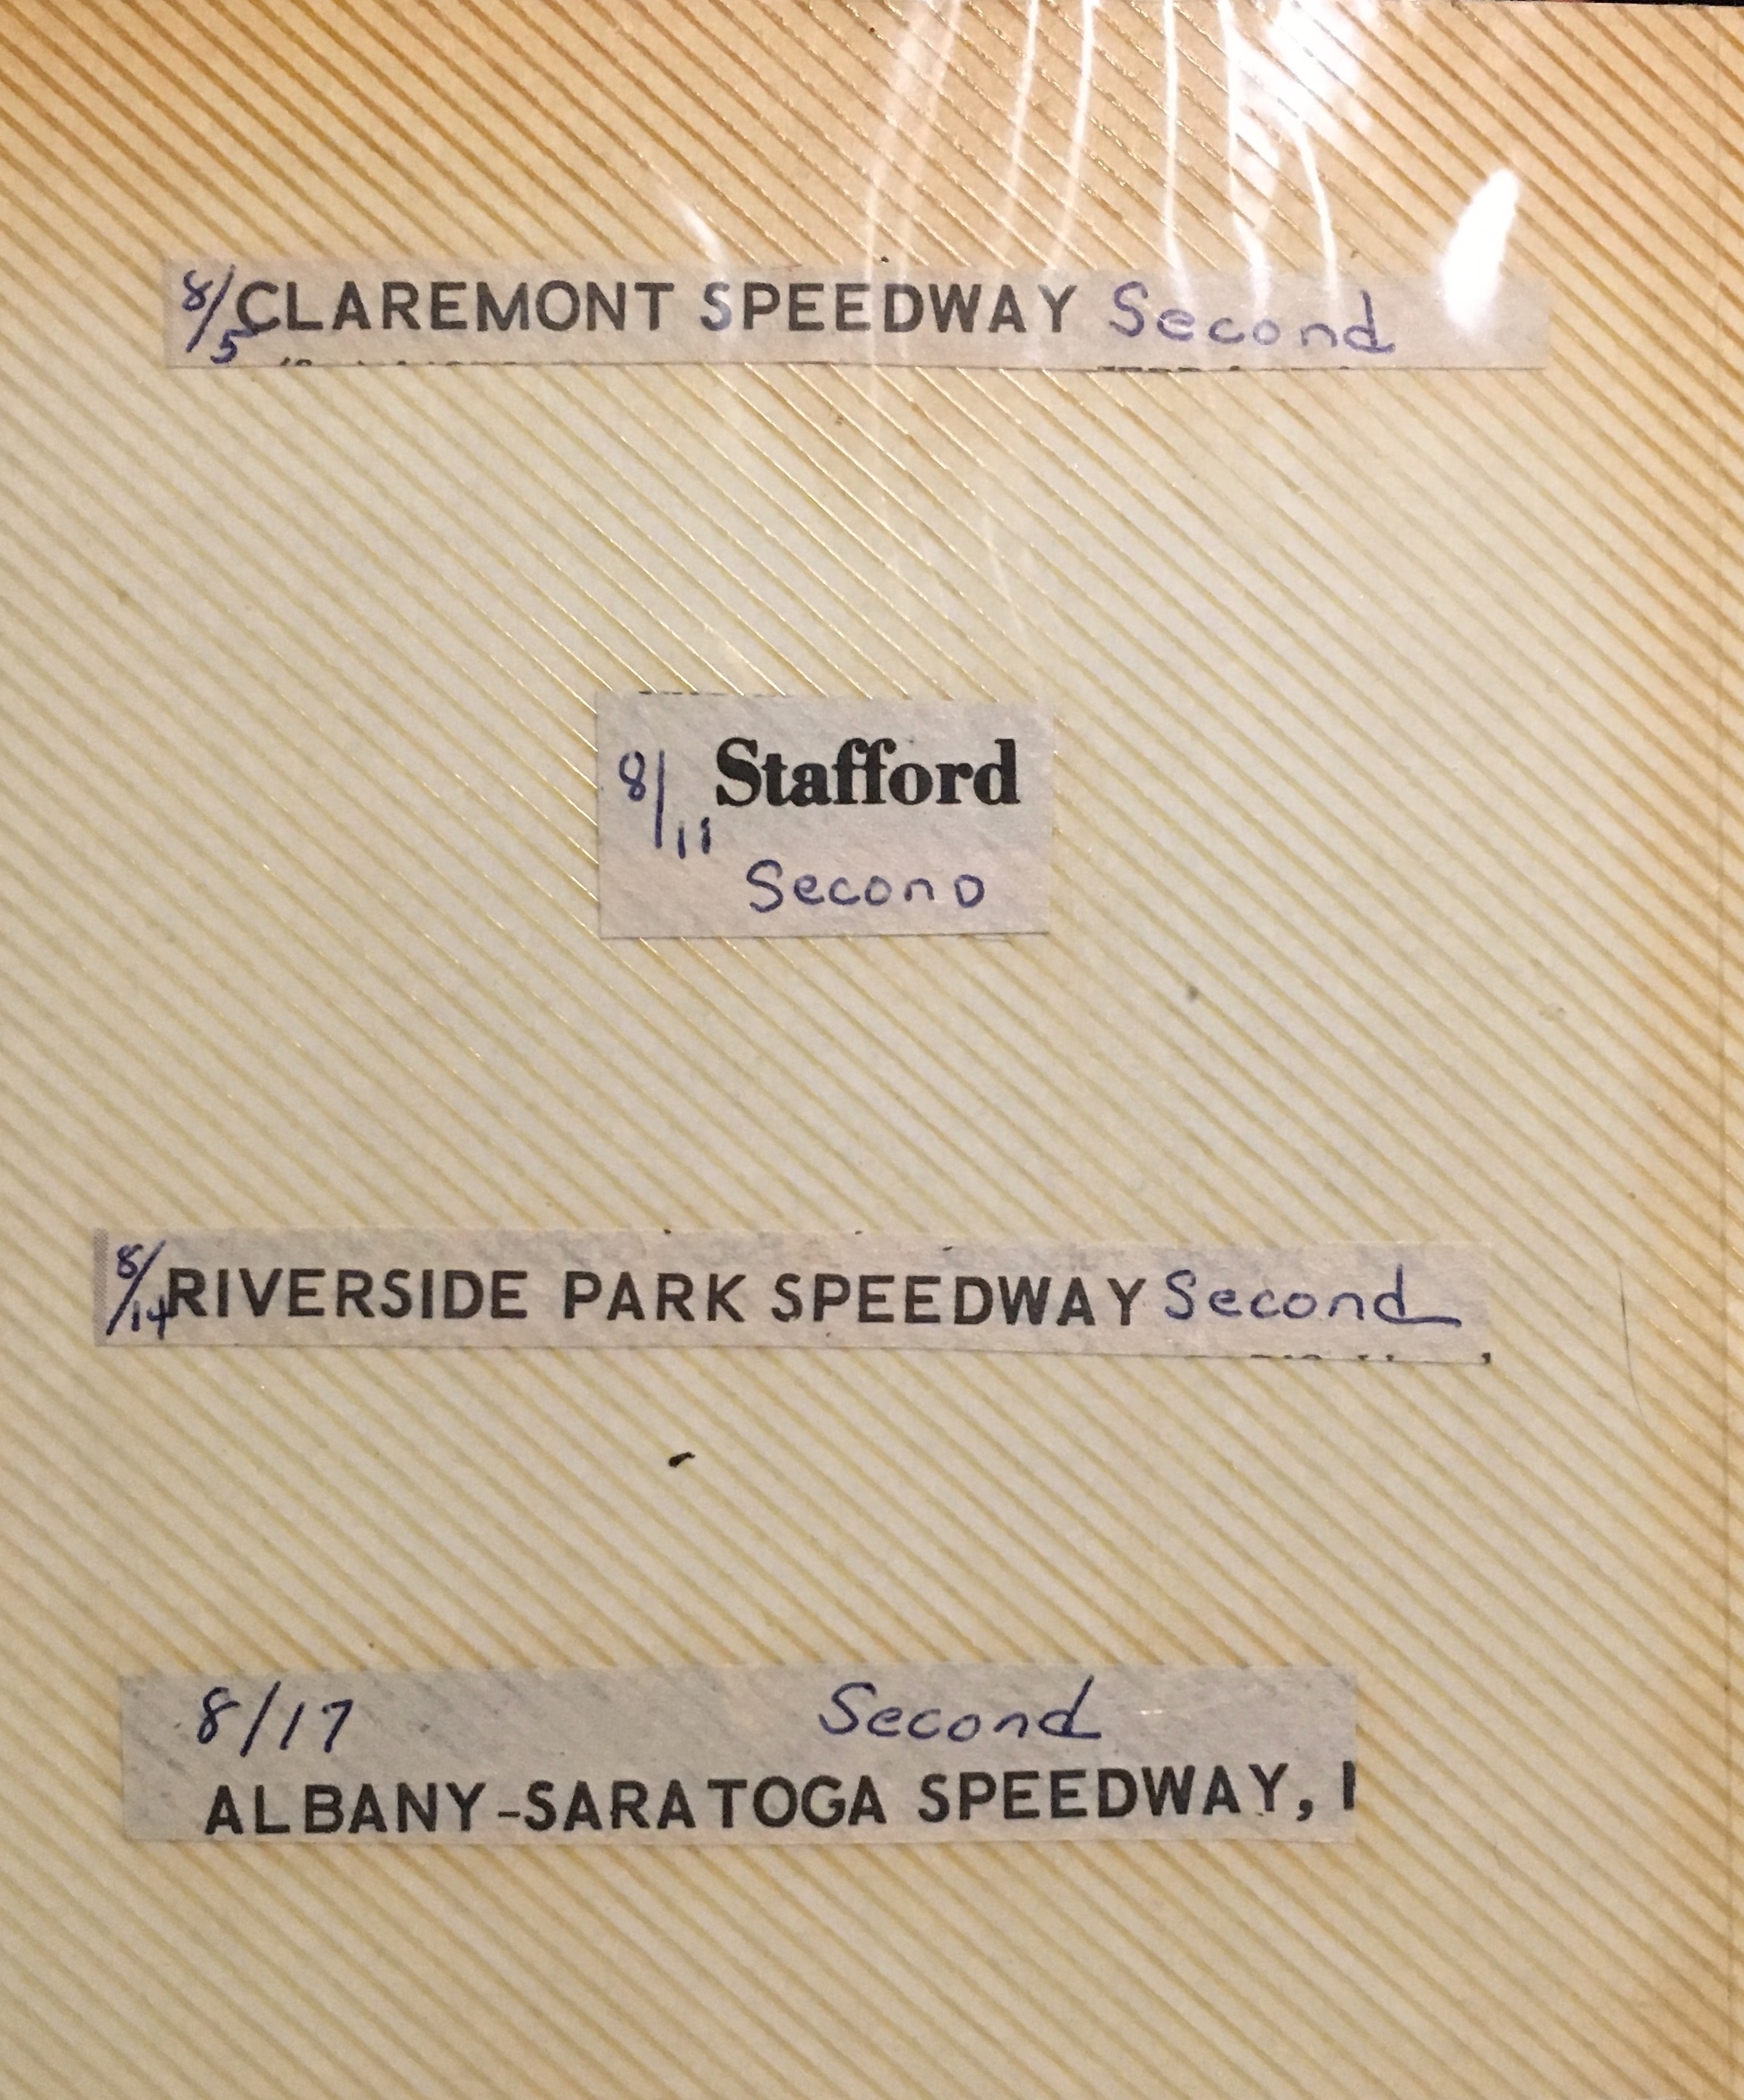 8/5 CLAREMONT SPEEDWAY Second
8/11 Stafford
Second
8/14 RIVERSIDE PARK SPEEDWAY Second
8/17 Second
ALBANY-SARATOGA SPEEDWAY, I